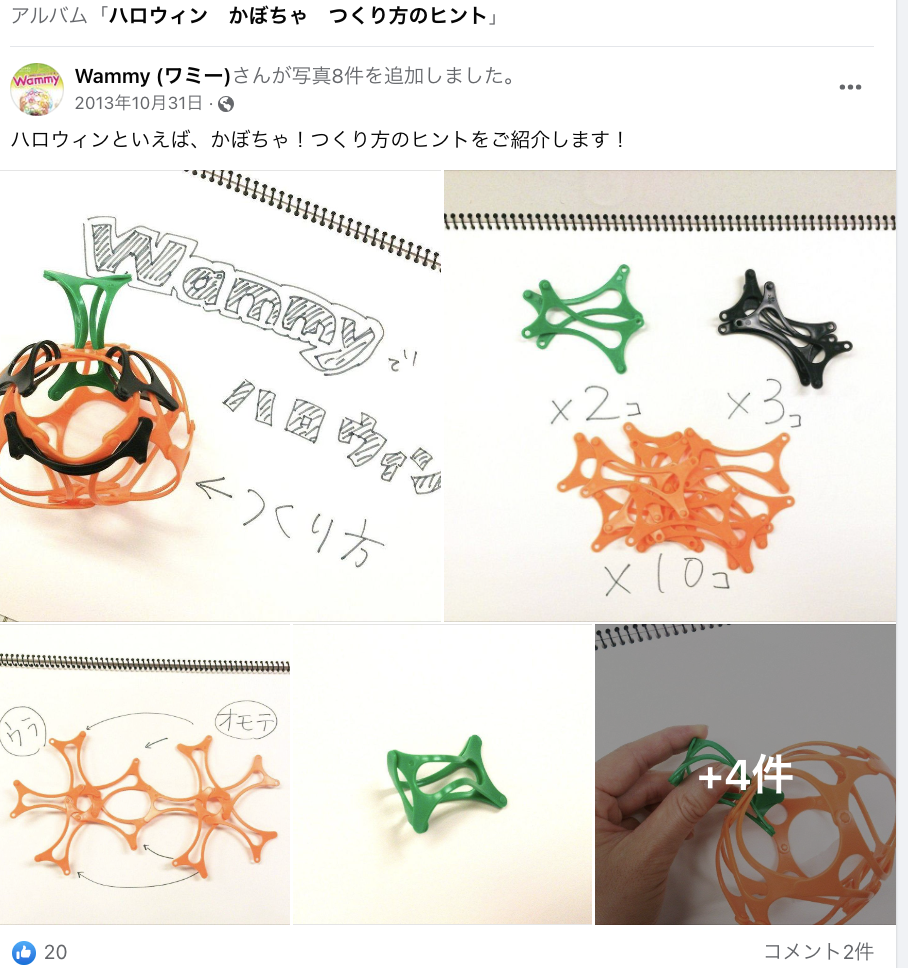 アルバム「ハロウィン　かぼちゃ　つくり方のヒント」
Wammy (ワミー)さんが写真8件を追加しました。
2013年10月31日 ·
ハロウィンといえば、かぼちゃ！つくり方のヒントをご紹介します！
Wammy
で!
ハロウィン
←つくり方
×2コ
×3コ
×10コ
ウラ
オモテ
+4件
20
コメント2件